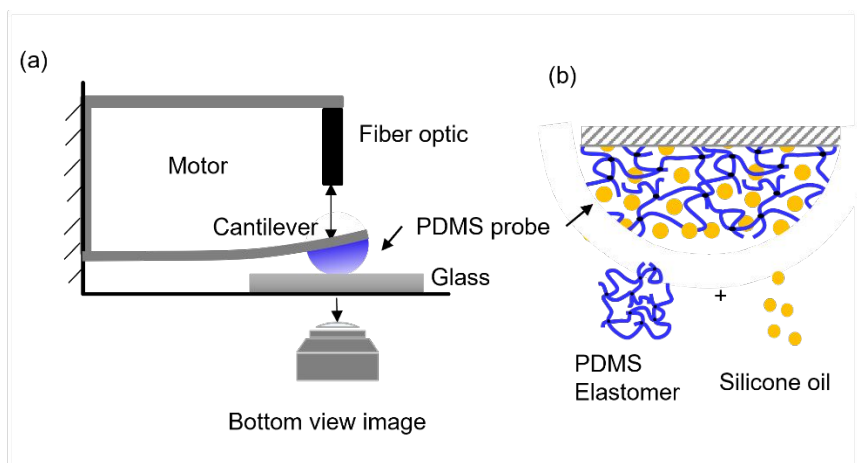 (a)
Fiber optic
Motor
Cantilever
PDMS probe
Glass
Bottom view image
(b)
+
PDMS
Elastomer
Silicone oil